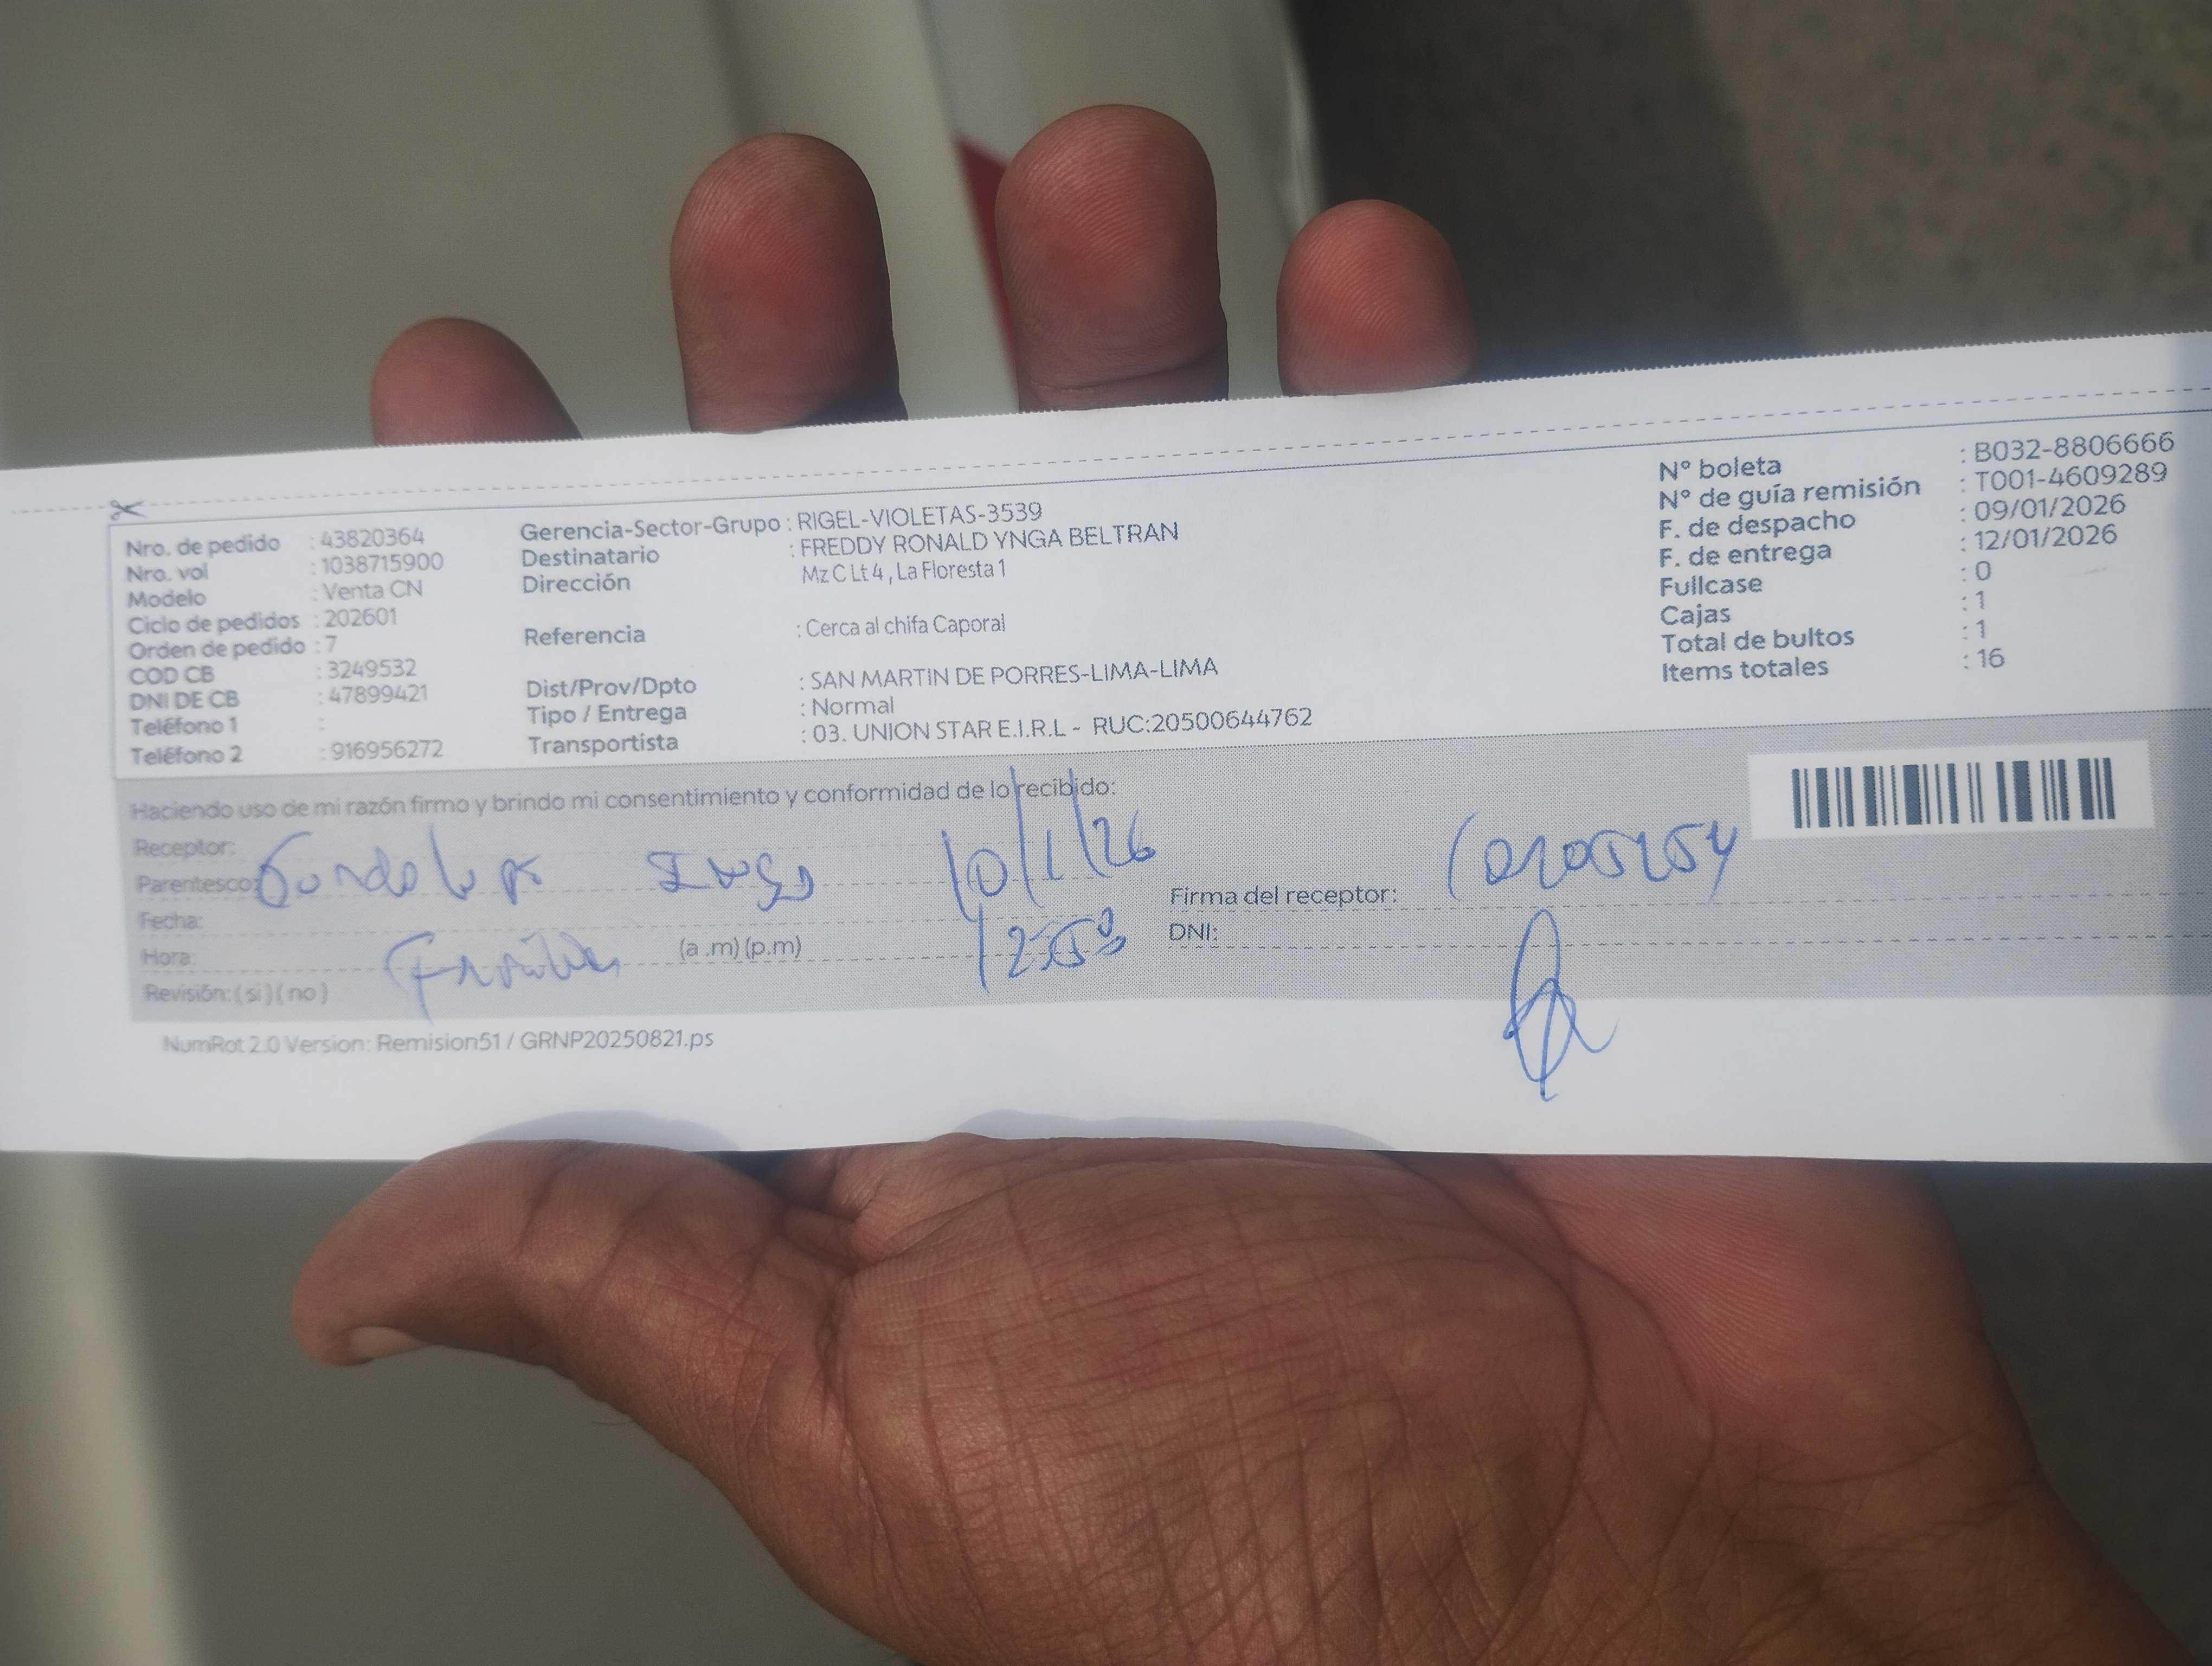 Nro. de pedido : 43820364
Nro. vol : 1038715900
Modelo : Venta CN
Ciclo de pedidos : 202601
Orden de pedido : 7
COD CB : 3249532
DNI DE CB : 47899421
Teléfono 1 :
Teléfono 2 : 916956272
Gerencia-Sector-Grupo : RIGEL-VIOLETAS-3539
Destinatario : FREDDY RONALD YNGA BELTRAN
Dirección Mz C Lt 4 , La Floresta 1
Referencia : Cerca al chifa Caporal
Dist/Prov/Dpto : SAN MARTIN DE PORRES-LIMA-LIMA
Tipo / Entrega : Normal
Transportista : 03. UNION STAR E.I.R.L - RUC:20500644762
N° boleta : B032-8806666
N° de guía remisión : T001-4609289
F. de despacho : 09/01/2026
F. de entrega : 12/01/2026
Fullcase : 0
Cajas : 1
Total de bultos : 1
Items totales : 16
Haciendo uso de mi razón firmo y brindo mi consentimiento y conformidad de lo recibido:
Receptor:
Parentesco: 10/1/26
Fecha:
Hora: (a .m) (p.m)
Revisión: ( si ) ( no )
Firma del receptor:
DNI:
NumRot 2.0 Version: Remision51 / GRNP20250821.ps